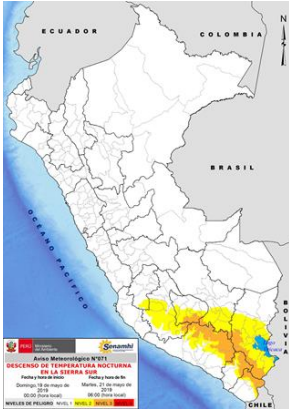 ECUADOR
COLOMBIA
N
BRASIL
OCEANO PACÍFICO
BOLIVIA
CHILE
PERÚ
Ministerio del Ambiente
Senamhi
Aviso Meteorológico N°071
DESCENSO DE TEMPERATURA NOCTURNA
EN LA SIERRA SUR
Fecha y hora de inicio Fecha y hora de fin
Domingo,19 de mayo de 2019 Martes, 21 de mayo de 2019
00:00 (hora local) 06:00 (hora local)
NIVELES DE PELIGRO NIVEL 1 NIVEL 2 NIVEL 3